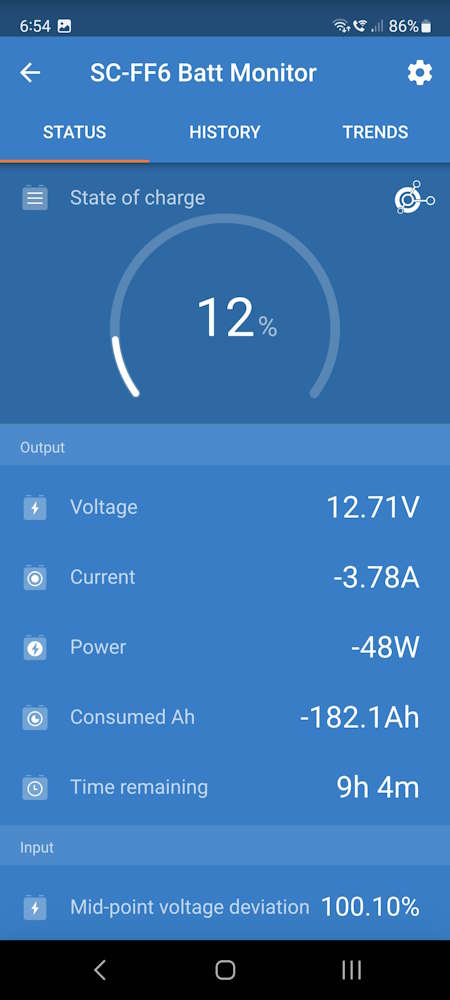 6:54 86%
SC-FF6 Batt Monitor
STATUS HISTORY TRENDS
State of charge
12%
Output
Voltage 12.71V
Current -3.78A
Power -48W
Consumed Ah -182.1Ah
Time remaining 9h 4m
Input
Mid-point voltage deviation 100.10%